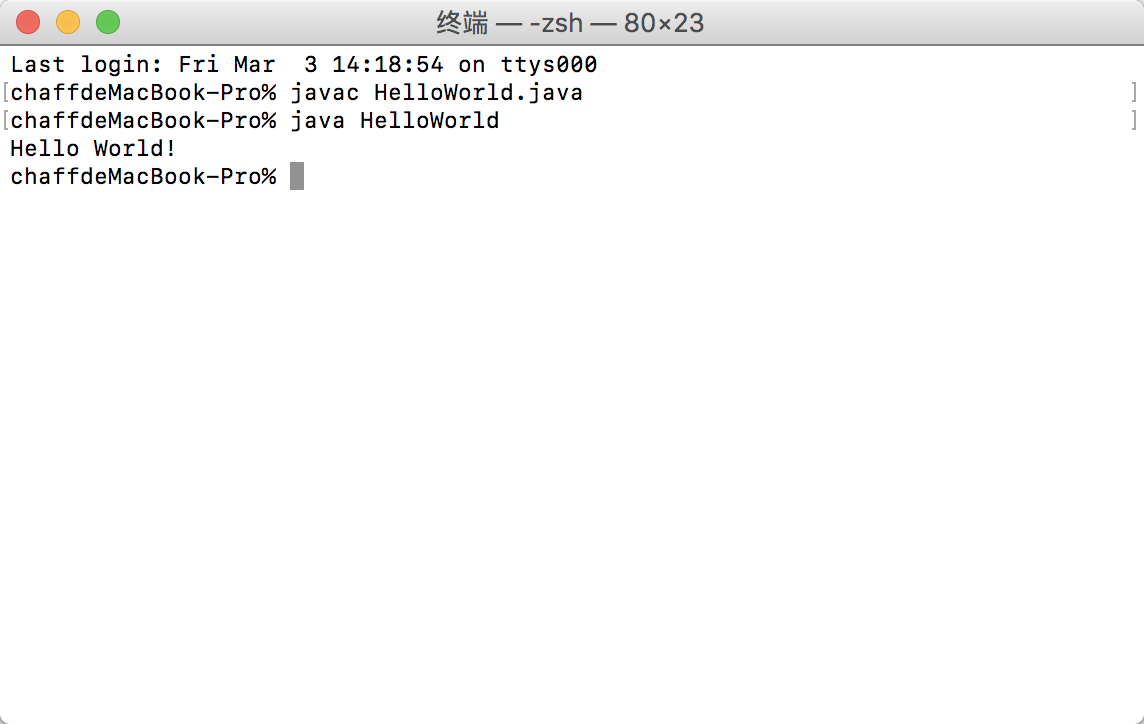 终端 — -zsh — 80×23
Last login: Fri Mar  3 14:18:54 on ttys000
[chaffdeMacBook-Pro% javac HelloWorld.java ]
[chaffdeMacBook-Pro% java HelloWorld ]
Hello World!
chaffdeMacBook-Pro%